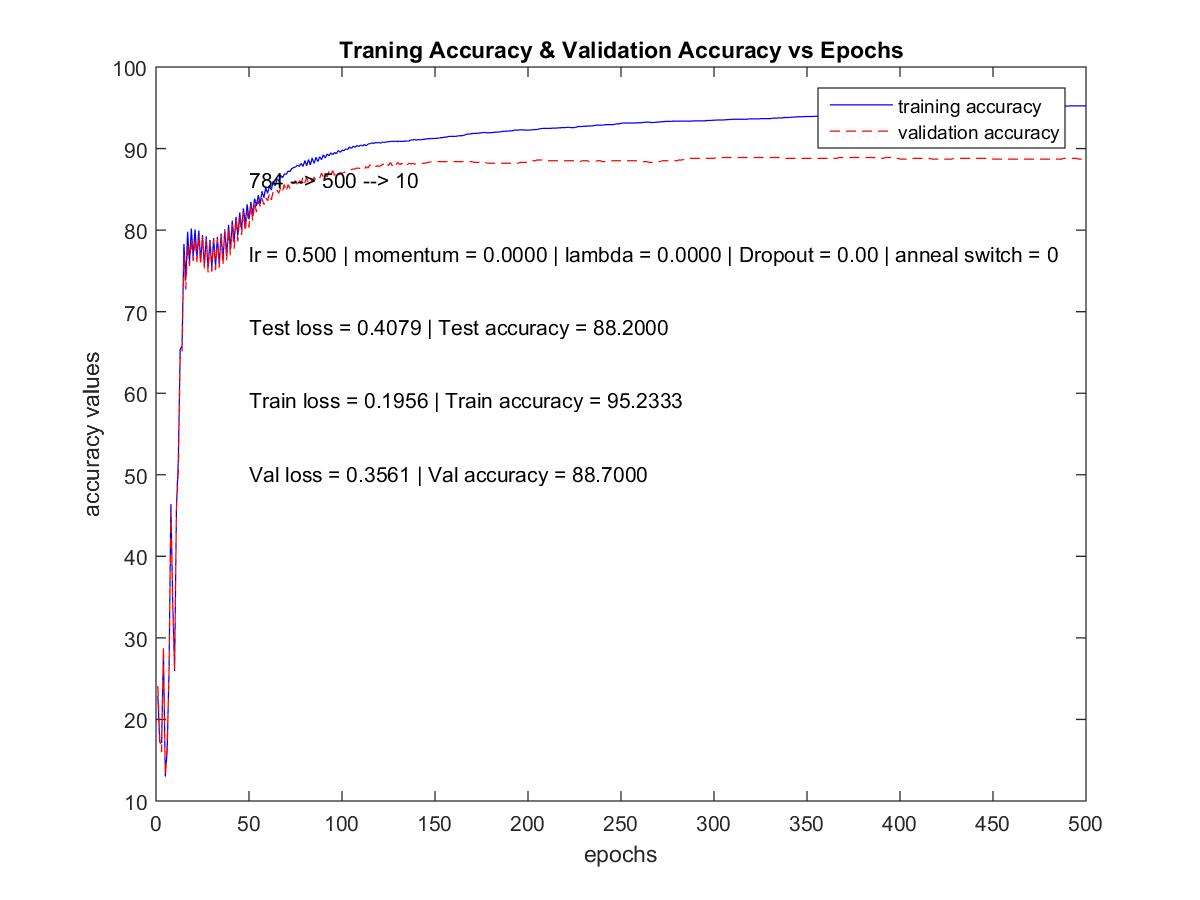 Traning Accuracy & Validation Accuracy vs Epochs
100
90
80
70
60
50
40
30
20
10
accuracy values
training accuracy
validation accuracy
784 --> 500 --> 10
lr = 0.500 | momentum = 0.0000 | lambda = 0.0000 | Dropout = 0.00 | anneal switch = 0
Test loss = 0.4079 | Test accuracy = 88.2000
Train loss = 0.1956 | Train accuracy = 95.2333
Val loss = 0.3561 | Val accuracy = 88.7000
0 50 100 150 200 250 300 350 400 450 500
epochs